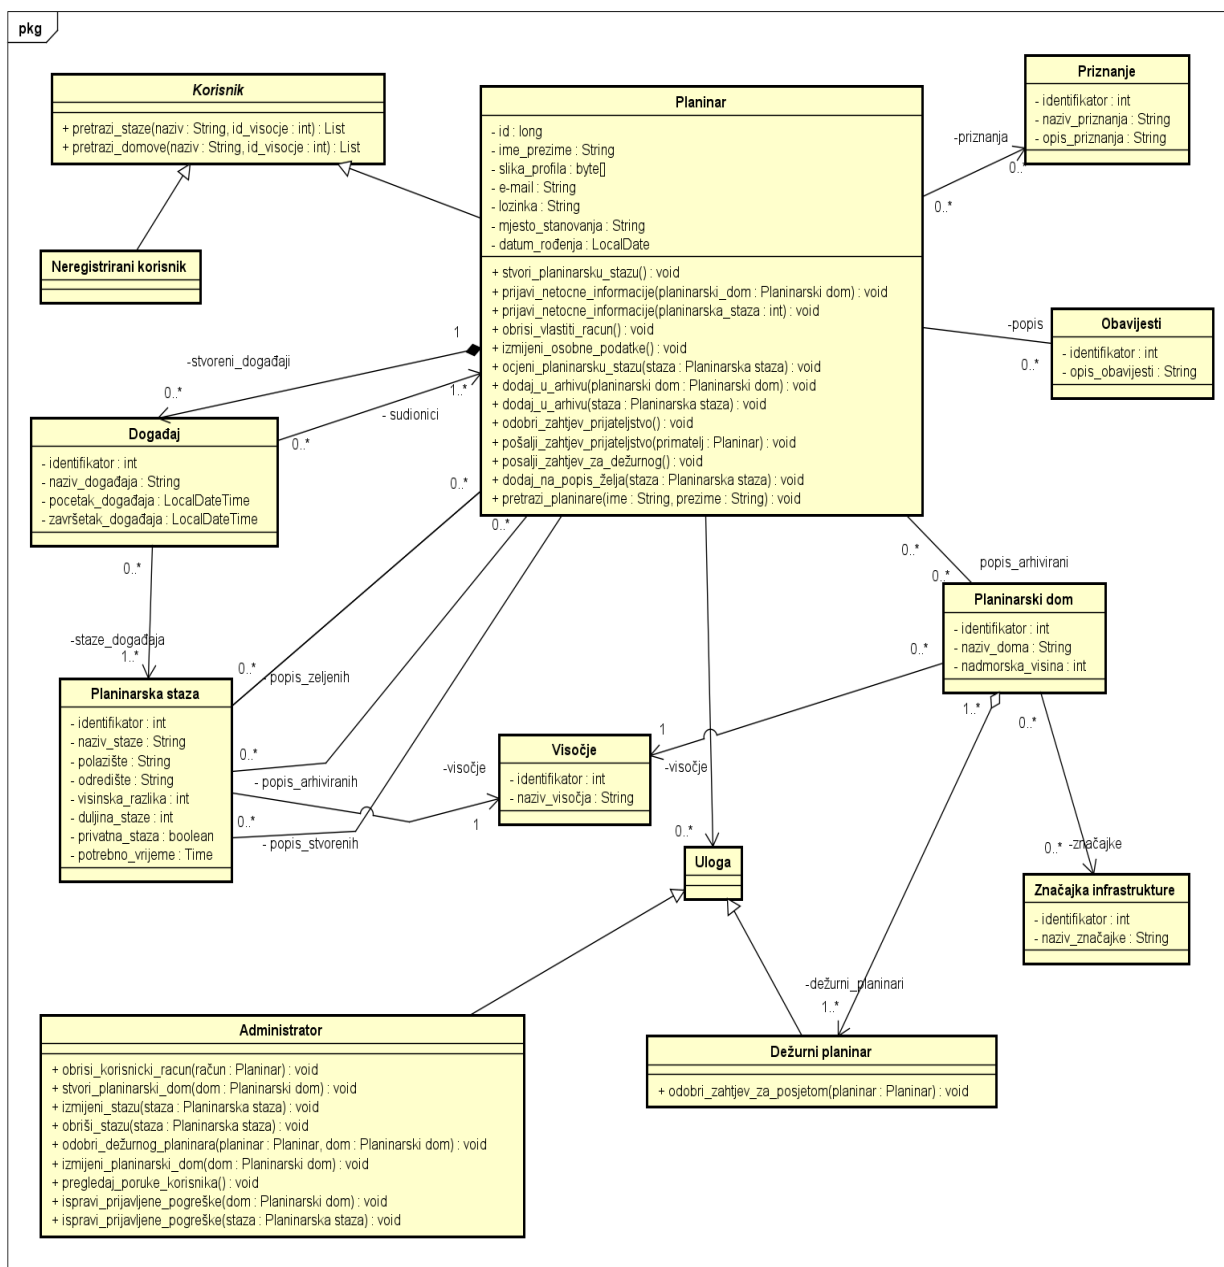 pkg
Korisnik
+ pretrazi_staze(naziv : String, id_visocje : int) : List
+ pretrazi_domove(naziv : String, id_visocje : int) : List
Neregistrirani korisnik
Planinar
- id : long
- ime_prezime : String
- slika_profila : byte[]
- e-mail : String
- lozinka : String
- mjesto_stanovanja : String
- datum_rođenja : LocalDate
+ stvori_planinarsku_stazu() : void
+ prijavi_netocne_informacije(planinarski_dom : Planinarski dom) : void
+ prijavi_netocne_informacije(planinarska_staza : int) : void
+ obrisi_vlastiti_racun() : void
+ izmijeni_osobne_podatke() : void
+ ocjeni_planinarsku_stazu(staza : Planinarska staza) : void
+ dodaj_u_arhivu(planinarski dom : Planinarski dom) : void
+ dodaj_u_arhivu(staza : Planinarska staza) : void
+ odobri_zahtjev_prijateljstvo() : void
+ pošalji_zahtjev_prijateljstvo(primatelj : Planinar) : void
+ posalji_zahtjev_za_dežurnog() : void
+ dodaj_na_popis_želja(staza : Planinarska staza) : void
+ pretrazi_planinare(ime : String, prezime : String) : void
Priznanje
- identifikator : int
- naziv_priznanja : String
- opis_priznanja : String
-priznanja
0..*
0..*
Obavijesti
- identifikator : int
- opis_obavijesti : String
-popis
0..*
1
-stvoreni_događaji
0..*
1..*
- sudionici
0..*
Događaj
- identifikator : int
- naziv_događaja : String
- pocetak_događaja : LocalDateTime
- završetak_događaja : LocalDateTime
0..*
-staze_događaja
1..*
0..*
0..*
0..*
- popis_zeljenih
0..*
- popis_arhiviranih
0..*
- popis_stvorenih
Planinarska staza
- identifikator : int
- naziv_staze : String
- polazište : String
- odredište : String
- visinska_razlika : int
- duljina_staze : int
- privatna_staza : boolean
- potrebno_vrijeme : Time
-visočje
1
Visočje
- identifikator : int
- naziv_visočja : String
1
-visočje
0..*
0..*
0..*
popis_arhivirani
Planinarski dom
- identifikator : int
- naziv_doma : String
- nadmorska_visina : int
1..*
0..*
0..*
-značajke
Značajka infrastrukture
- identifikator : int
- naziv_značajke : String
0..*
Uloga
-dežurni_planinari
1..*
Dežurni planinar
+ odobri_zahtjev_za_posjetom(planinar : Planinar) : void
Administrator
+ obrisi_korisnicki_racun(račun : Planinar) : void
+ stvori_planinarski_dom(dom : Planinarski dom) : void
+ izmijeni_stazu(staza : Planinarska staza) : void
+ obriši_stazu(staza : Planinarska staza) : void
+ odobri_dežurnog_planinara(planinar : Planinar, dom : Planinarski dom) : void
+ izmijeni_planinarski_dom(dom : Planinarski dom) : void
+ pregledaj_poruke_korisnika() : void
+ ispravi_prijavljene_pogreške(dom : Planinarski dom) : void
+ ispravi_prijavljene_pogreške(staza : Planinarska staza) : void